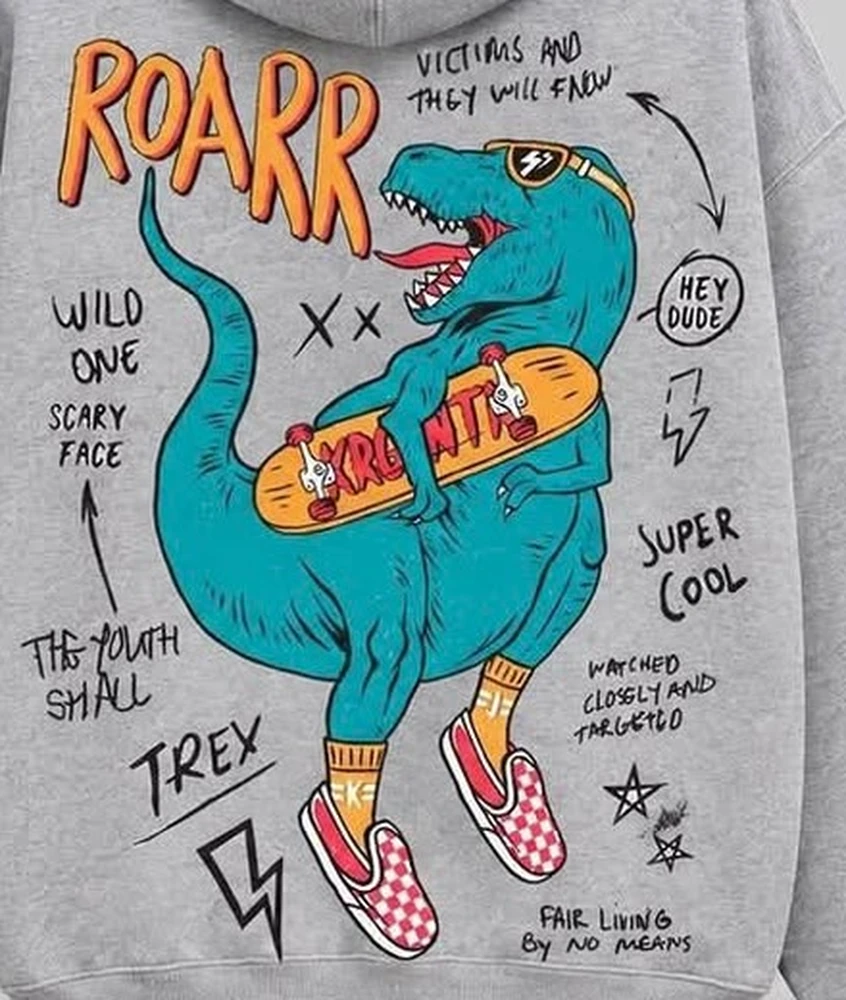 ROARR
VICTIMS AND
THEY WILL FNEW
HEY
DUDE
WILD
ONE
XX
SCARY
FACE
SUPER
COOL
THE YOUTH
SHALL
WATCHED
CLOSELY AND
TARGETED
TREX
K
J
FAIR LIVING
BY NO MEANS